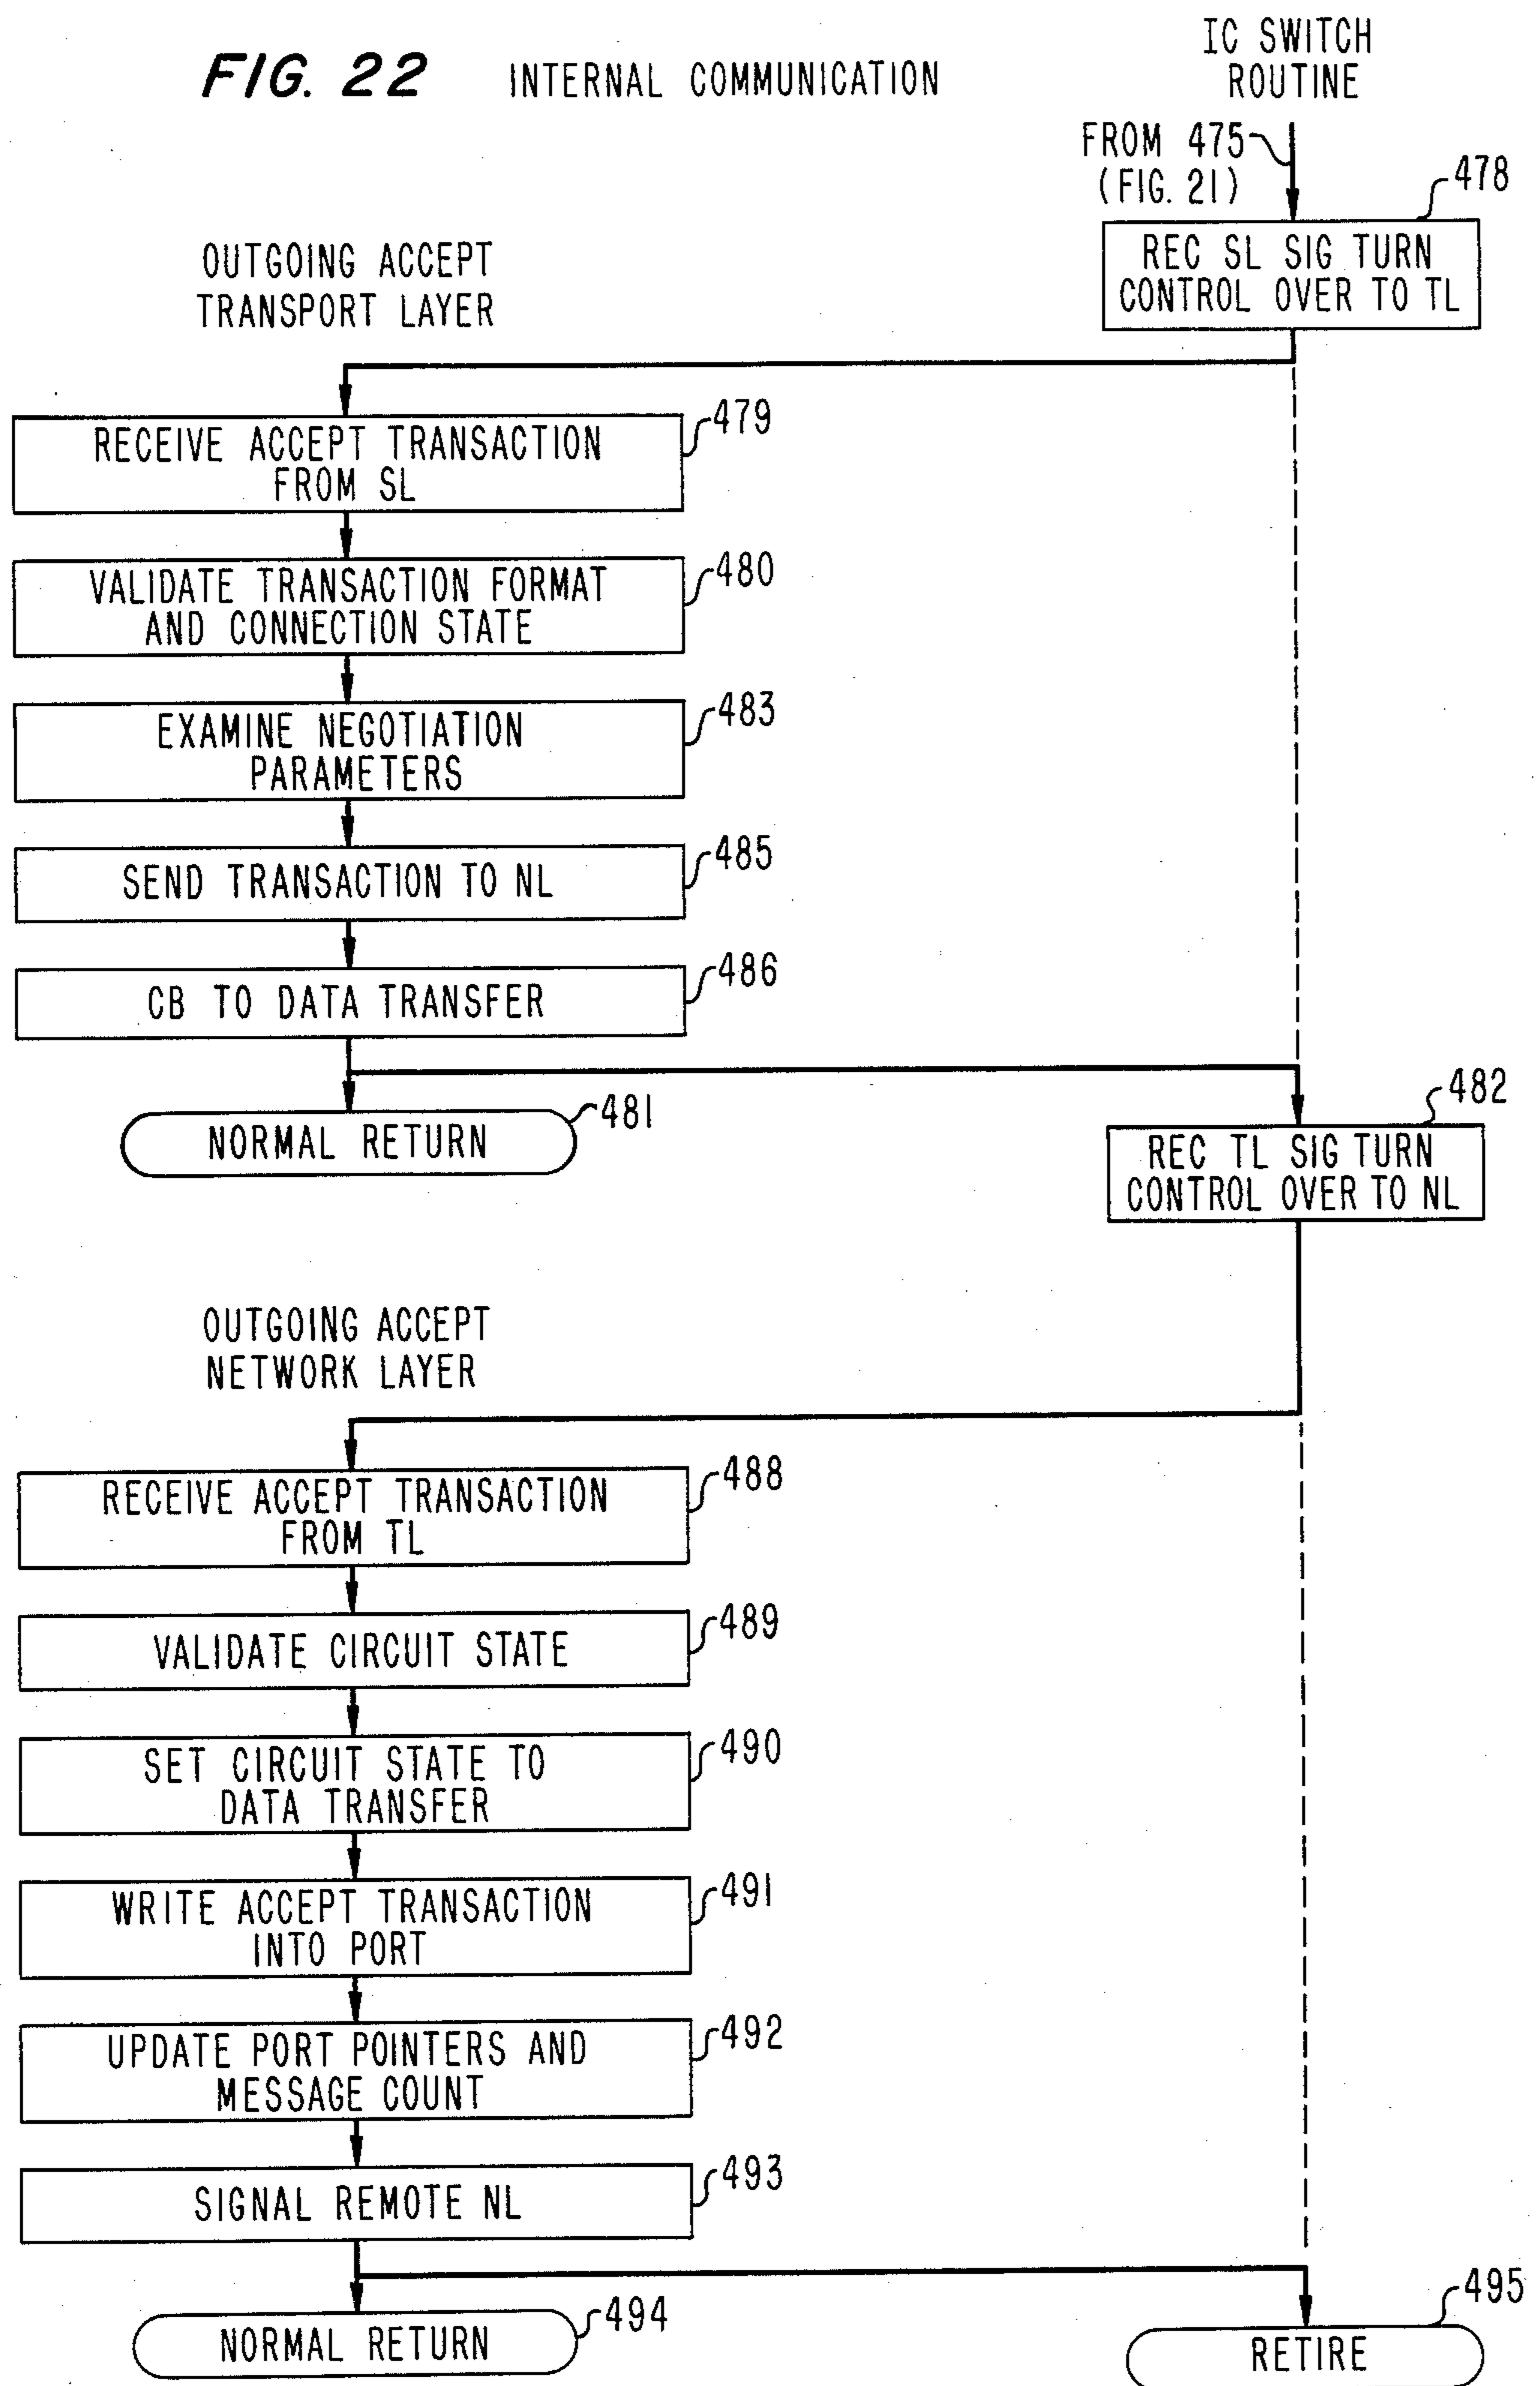 FIG. 22 INTERNAL COMMUNICATION
IC SWITCH
ROUTINE
FROM 475
(FIG. 21)
478
REC SL SIG TURN
CONTROL OVER TO TL
OUTGOING ACCEPT
TRANSPORT LAYER
479
RECEIVE ACCEPT TRANSACTION
FROM SL
480
VALIDATE TRANSACTION FORMAT
AND CONNECTION STATE
483
EXAMINE NEGOTIATION
PARAMETERS
485
SEND TRANSACTION TO NL
486
CB TO DATA TRANSFER
481
NORMAL RETURN
482
REC TL SIG TURN
CONTROL OVER TO NL
OUTGOING ACCEPT
NETWORK LAYER
488
RECEIVE ACCEPT TRANSACTION
FROM TL
489
VALIDATE CIRCUIT STATE
490
SET CIRCUIT STATE TO
DATA TRANSFER
491
WRITE ACCEPT TRANSACTION
INTO PORT
492
UPDATE PORT POINTERS AND
MESSAGE COUNT
493
SIGNAL REMOTE NL
494
NORMAL RETURN
495
RETIRE